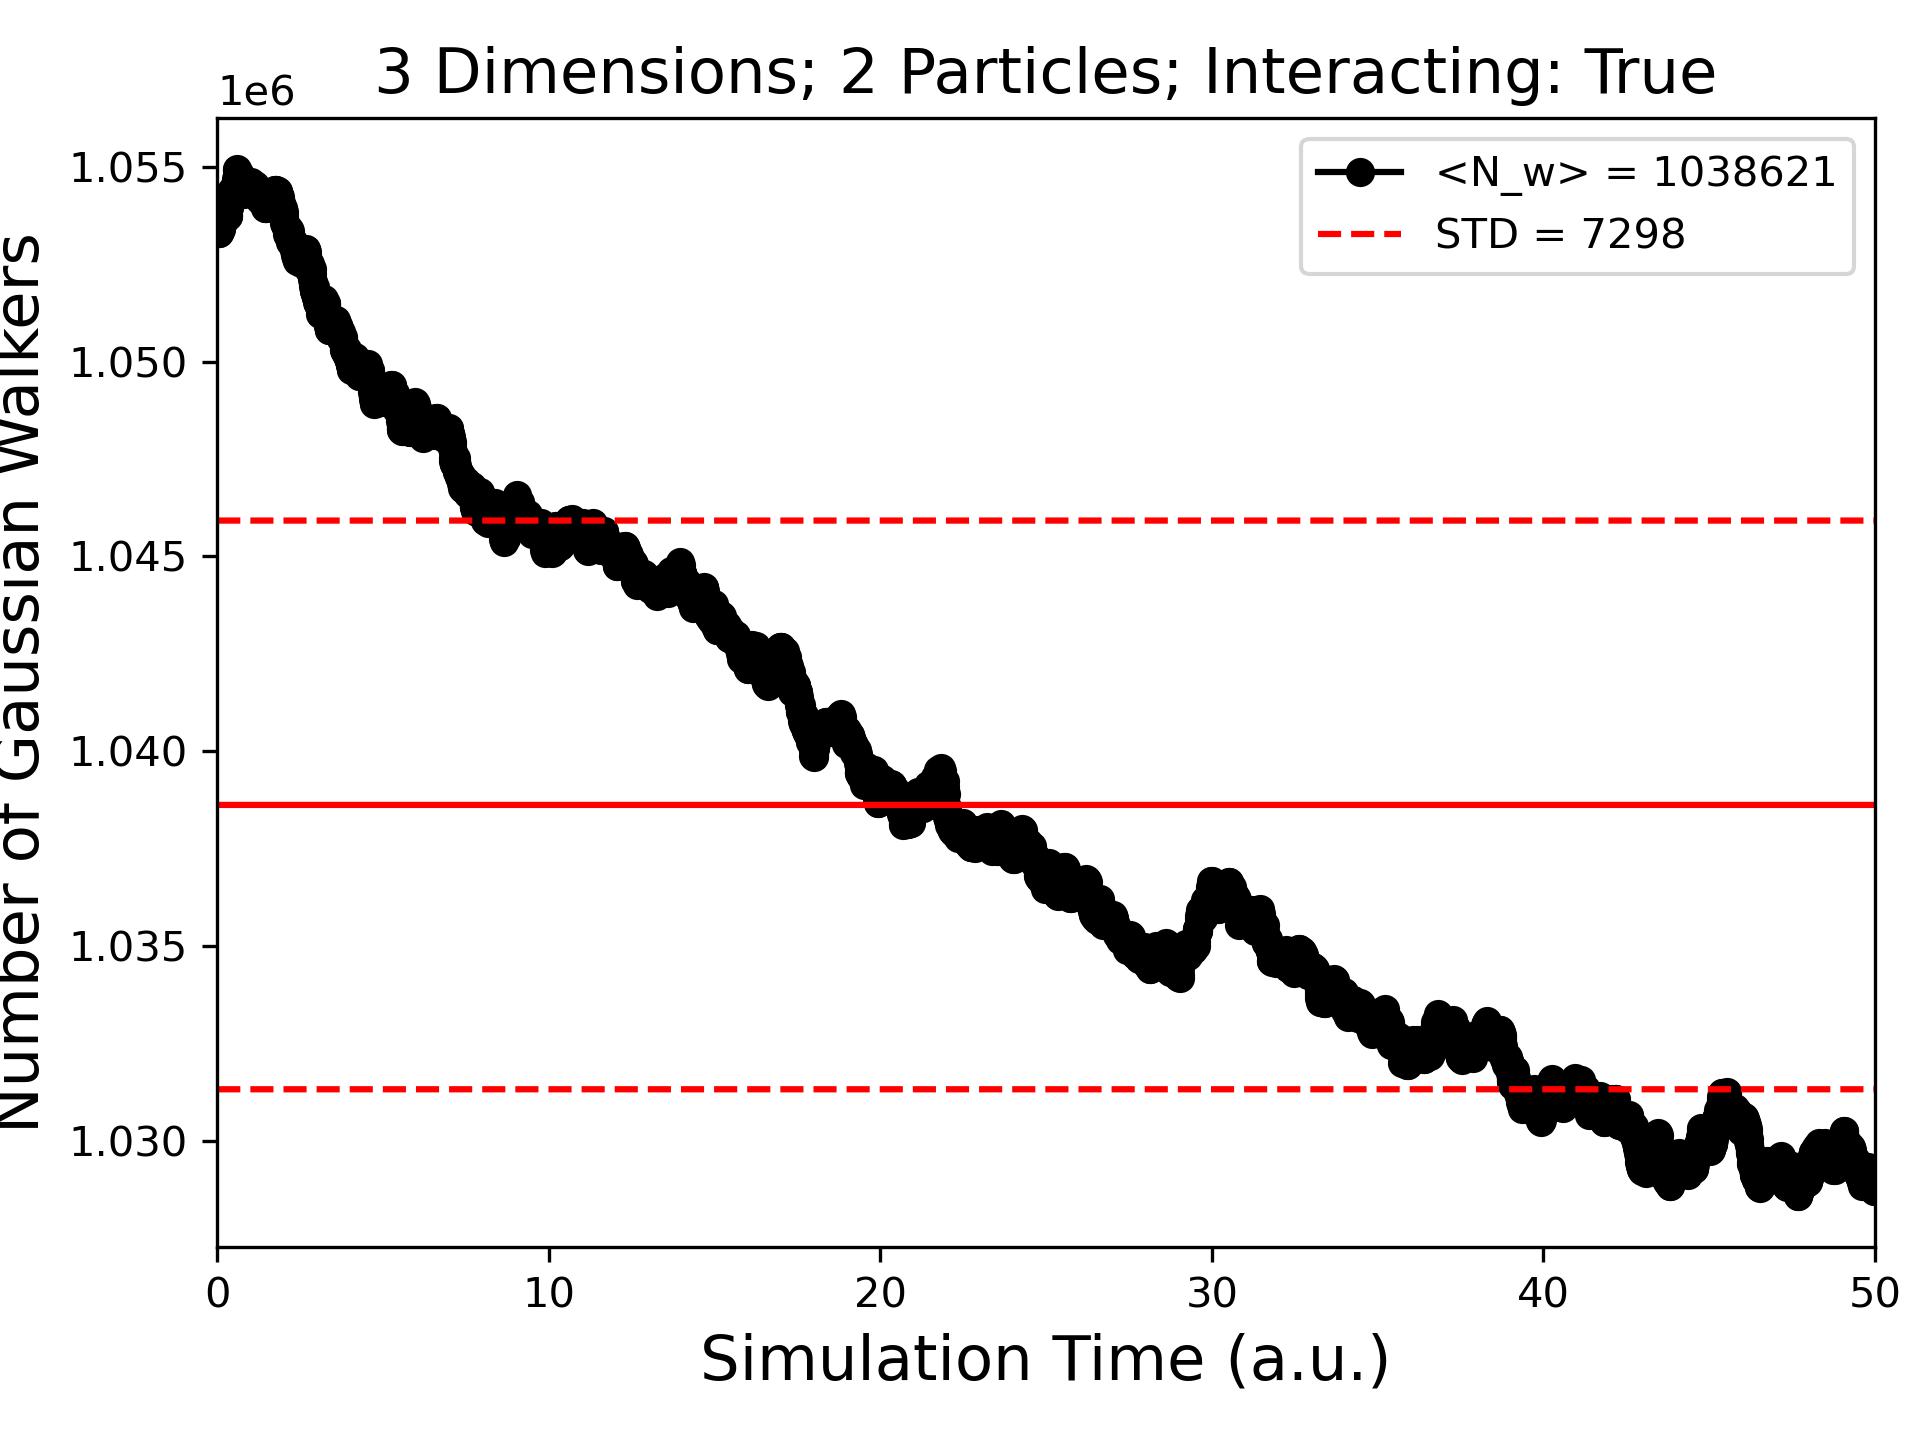 3 Dimensions; 2 Particles; Interacting: True
1e6
<N_w> = 1038621
STD = 7298
Number of Gaussian Walkers
1.055
1.050
1.045
1.040
1.035
1.030
0 10 20 30 40 50
Simulation Time (a.u.)